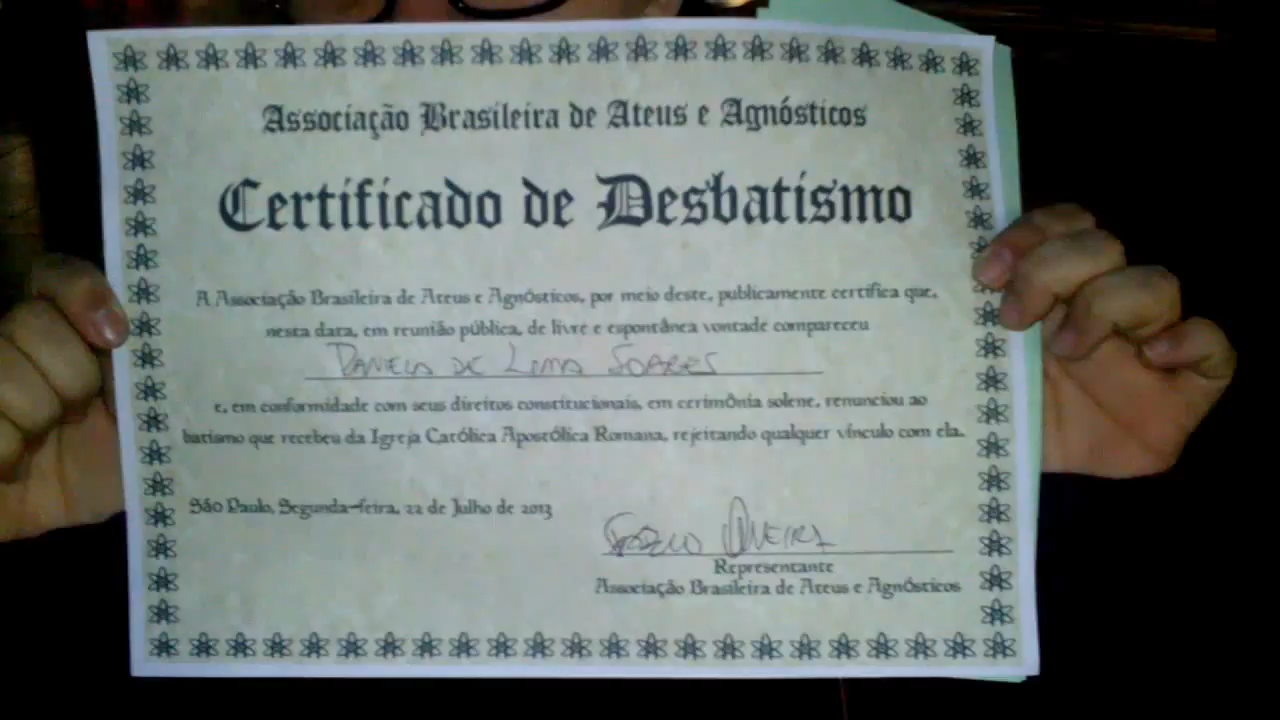 Associação Brasileira de Ateus e Agnósticos
Certificado de Desbatismo
A Associação Brasileira de Ateus e Agnósticos, por meio deste, publicamente certifica que,
nesta data, em reunião pública, de livre e espontânea vontade compareceu
Daniela de Lima Soares
e, em conformidade com seus direitos constitucionais, em cerimônia solene, renunciou ao
batismo que recebeu da Igreja Católica Apostólica Romana, rejeitando qualquer vínculo com ela.
São Paulo, Segunda-feira, 22 de Julho de 2013
Representante
Associação Brasileira de Ateus e Agnósticos